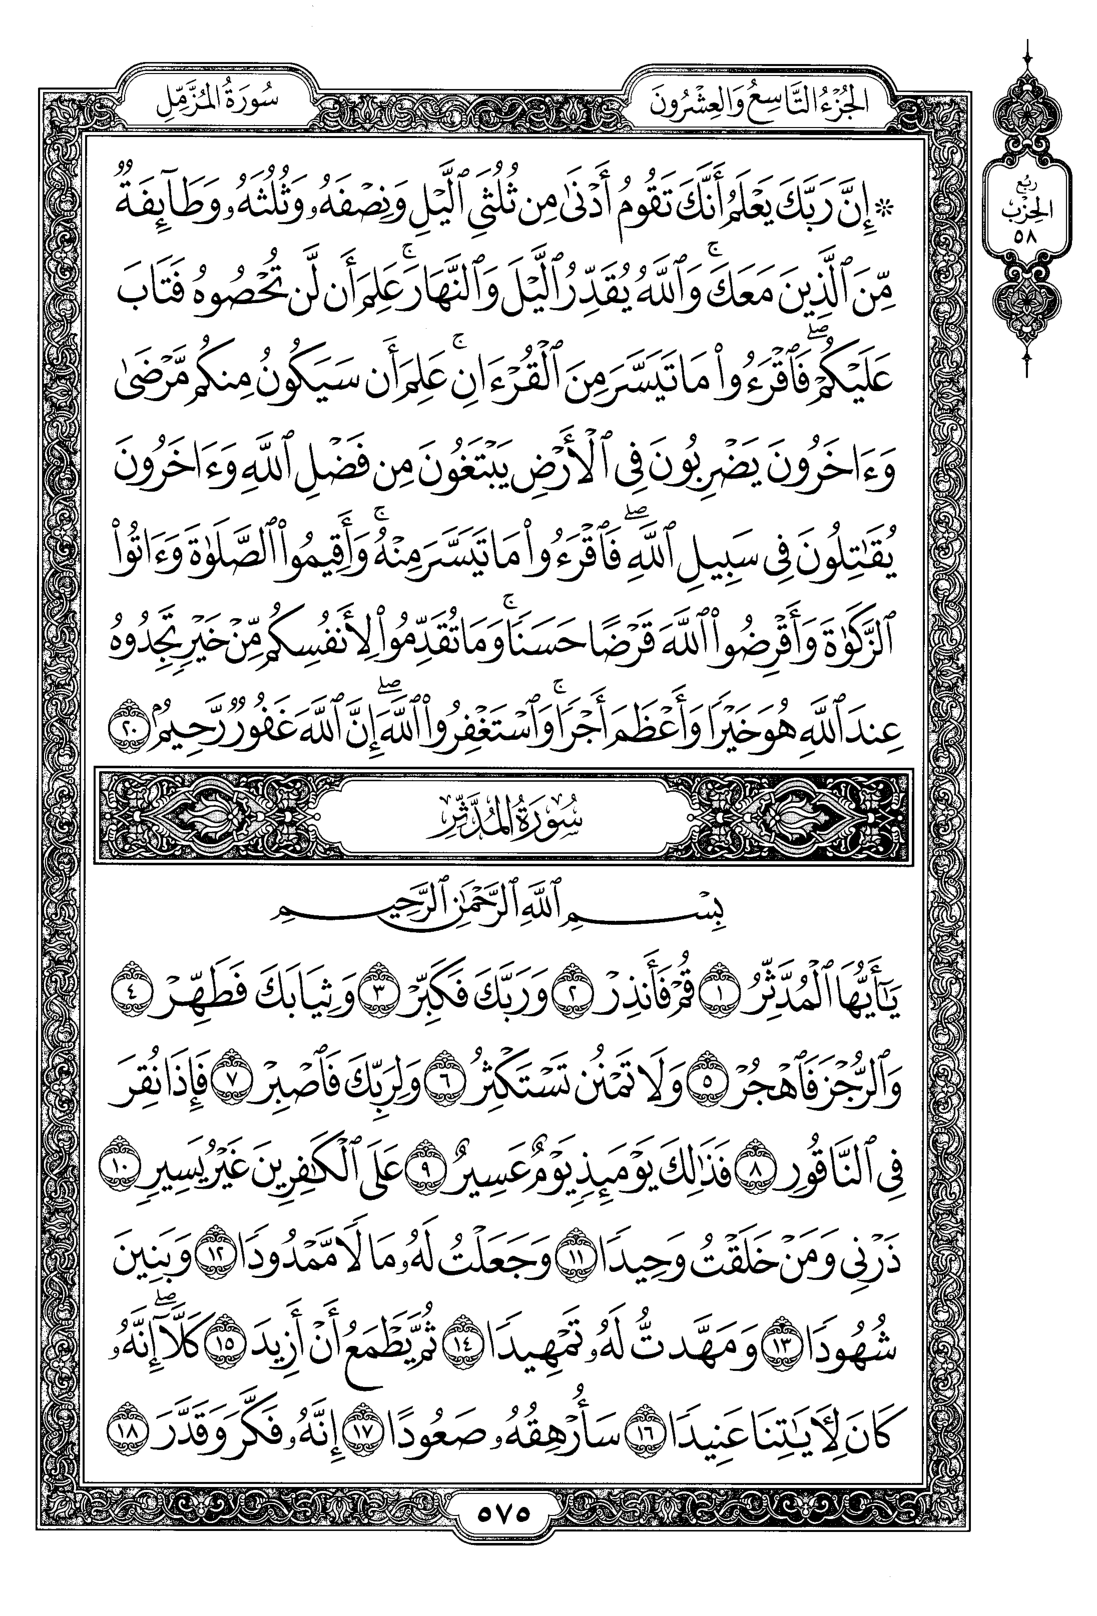 سُورَةُ المُزَّمِّل
الجُزْءُ التَّاسِعُ وَالعِشْرُونَ
رُبُع
الحِزْب
٥٨
* إِنَّ رَبَّكَ يَعْلَمُ أَنَّكَ تَقُومُ أَدْنَىٰ مِن ثُلُثَيِ ٱلَّيْلِ وَنِصْفَهُۥ وَثُلُثَهُۥ وَطَآئِفَةٌ
مِّنَ ٱلَّذِينَ مَعَكَۚ وَٱللَّهُ يُقَدِّرُ ٱلَّيْلَ وَٱلنَّهَارَۚ عَلِمَ أَن لَّن تُحْصُوهُ فَتَابَ
عَلَيْكُمْۖ فَٱقْرَءُوا۟ مَا تَيَسَّرَ مِنَ ٱلْقُرْءَانِۚ عَلِمَ أَن سَيَكُونُ مِنكُم مَّرْضَىٰ
وَءَاخَرُونَ يَضْرِبُونَ فِى ٱلْأَرْضِ يَبْتَغُونَ مِن فَضْلِ ٱللَّهِ وَءَاخَرُونَ
يُقَـٰتِلُونَ فِى سَبِيلِ ٱللَّهِۖ فَٱقْرَءُوا۟ مَا تَيَسَّرَ مِنْهُۚ وَأَقِيمُوا۟ ٱلصَّلَوٰةَ وَءَاتُوا۟
ٱلزَّكَوٰةَ وَأَقْرِضُوا۟ ٱللَّهَ قَرْضًا حَسَنًاۚ وَمَا تُقَدِّمُوا۟ لِأَنفُسِكُم مِّنْ خَيْرٍ تَجِدُوهُ
عِندَ ٱللَّهِ هُوَ خَيْرًا وَأَعْظَمَ أَجْرًاۚ وَٱسْتَغْفِرُوا۟ ٱللَّهَۖ إِنَّ ٱللَّهَ غَفُورٌ رَّحِيمٌۢ ٢٠
سُورَةُ المُدَّثِّر
بِسْمِ ٱللَّهِ ٱلرَّحْمَـٰنِ ٱلرَّحِيمِ
يَـٰٓأَيُّهَا ٱلْمُدَّثِّرُ ١ قُمْ فَأَنذِرْ ٢ وَرَبَّكَ فَكَبِّرْ ٣ وَثِيَابَكَ فَطَهِّرْ ٤
وَٱلرُّجْزَ فَٱهْجُرْ ٥ وَلَا تَمْنُن تَسْتَكْثِرُ ٦ وَلِرَبِّكَ فَٱصْبِرْ ٧ فَإِذَا نُقِرَ
فِى ٱلنَّاقُورِ ٨ فَذَٰلِكَ يَوْمَئِذٍ يَوْمٌ عَسِيرٌ ٩ عَلَى ٱلْكَـٰفِرِينَ غَيْرُ يَسِيرٍ ١٠
ذَرْنِى وَمَنْ خَلَقْتُ وَحِيدًا ١١ وَجَعَلْتُ لَهُۥ مَالًا مَّمْدُودًا ١٢ وَبَنِينَ
شُهُودًا ١٣ وَمَهَّدتُّ لَهُۥ تَمْهِيدًا ١٤ ثُمَّ يَطْمَعُ أَنْ أَزِيدَ ١٥ كَلَّآۖ إِنَّهُۥ
كَانَ لِـَٔايَـٰتِنَا عَنِيدًا ١٦ سَأُرْهِقُهُۥ صَعُودًا ١٧ إِنَّهُۥ فَكَّرَ وَقَدَّرَ ١٨
٥٧٥